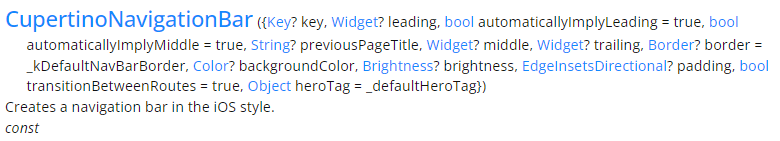 CupertinoNavigationBar ({Key? key, Widget? leading, bool automaticallyImplyLeading = true, bool
automaticallyImplyMiddle = true, String? previousPageTitle, Widget? middle, Widget? trailing, Border? border =
_kDefaultNavBarBorder, Color? backgroundColor, Brightness? brightness, EdgeInsetsDirectional? padding, bool
transitionBetweenRoutes = true, Object heroTag = _defaultHeroTag})
Creates a navigation bar in the iOS style.
const